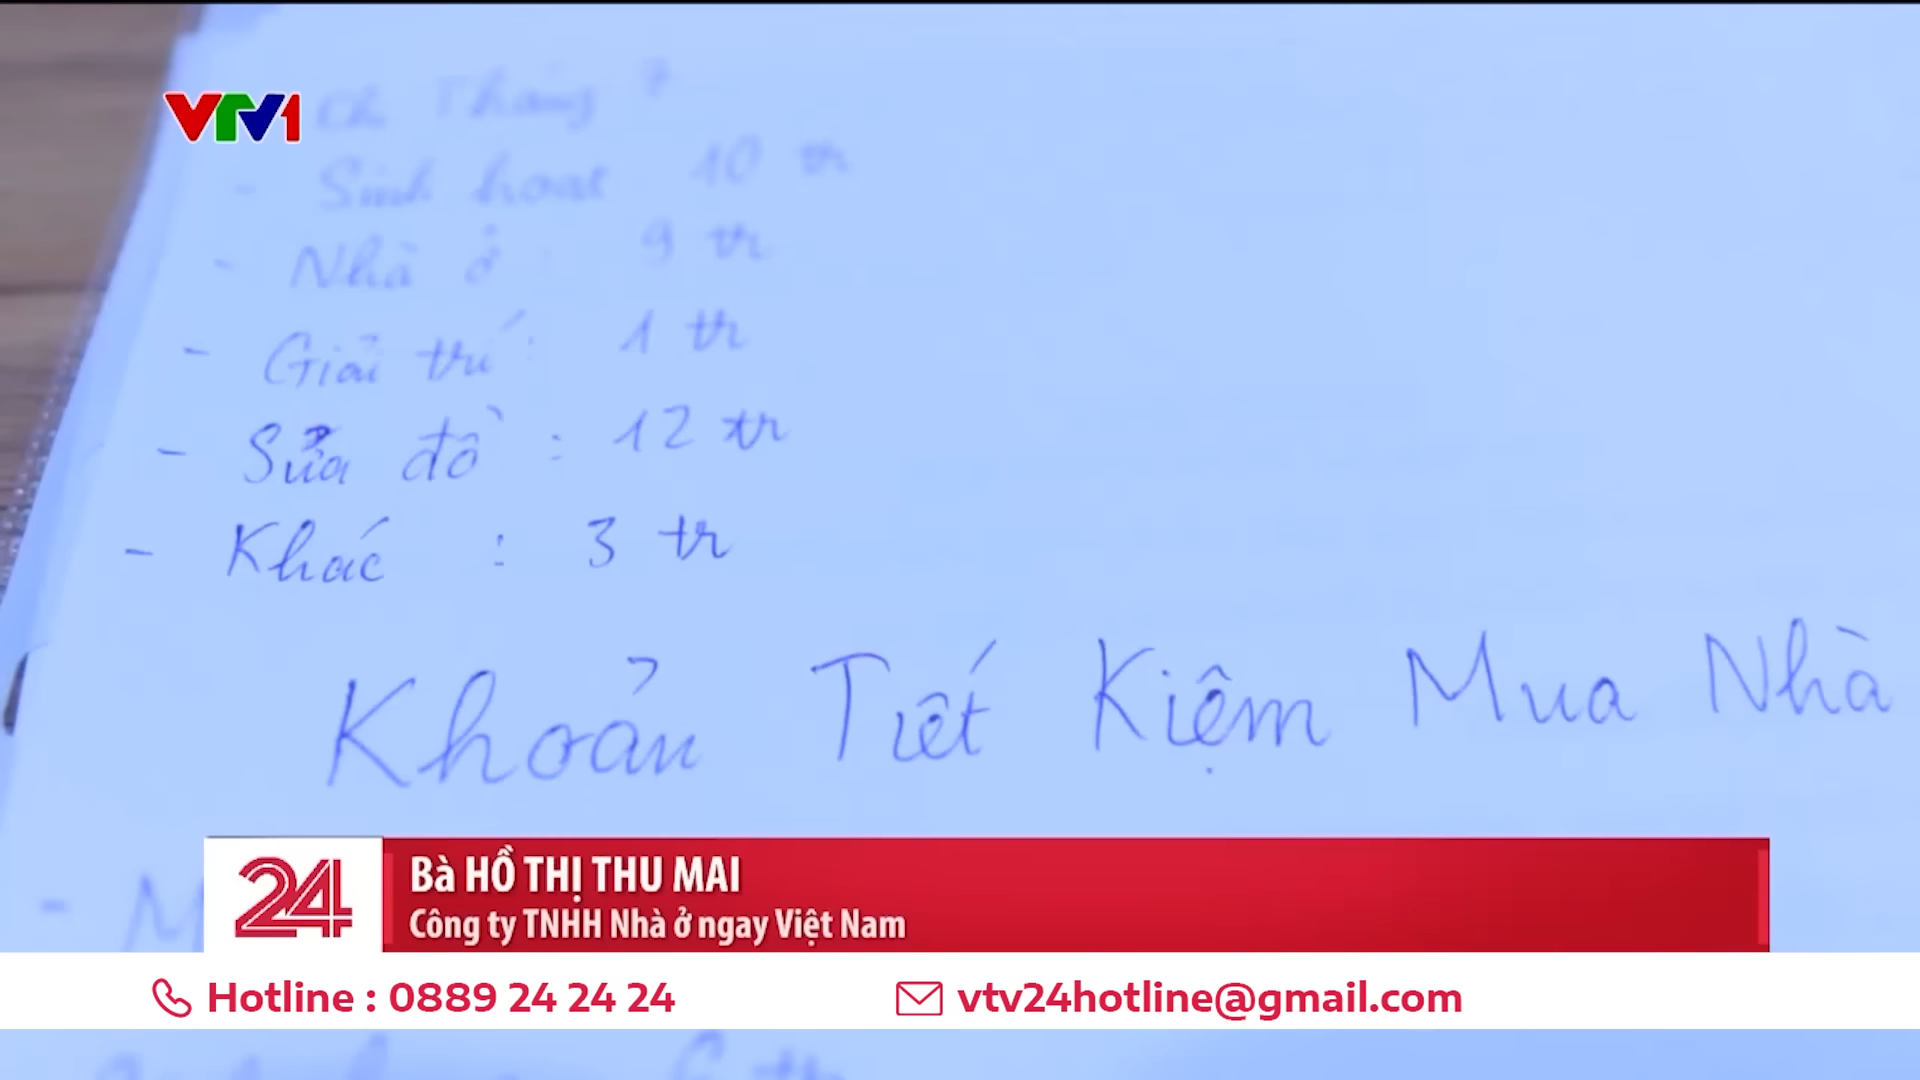 VTV1
Tháng 7
- Sinh hoạt 10 tr
- Nhà ở : 9 tr
- Giải trí : 1 tr
- Sửa đồ : 12 tr
- Khác : 3 tr
Khoản Tiết Kiệm Mua Nhà
24
Bà HỒ THỊ THU MAI
Công ty TNHH Nhà ở ngay Việt Nam
Hotline : 0889 24 24 24
vtv24hotline@gmail.com